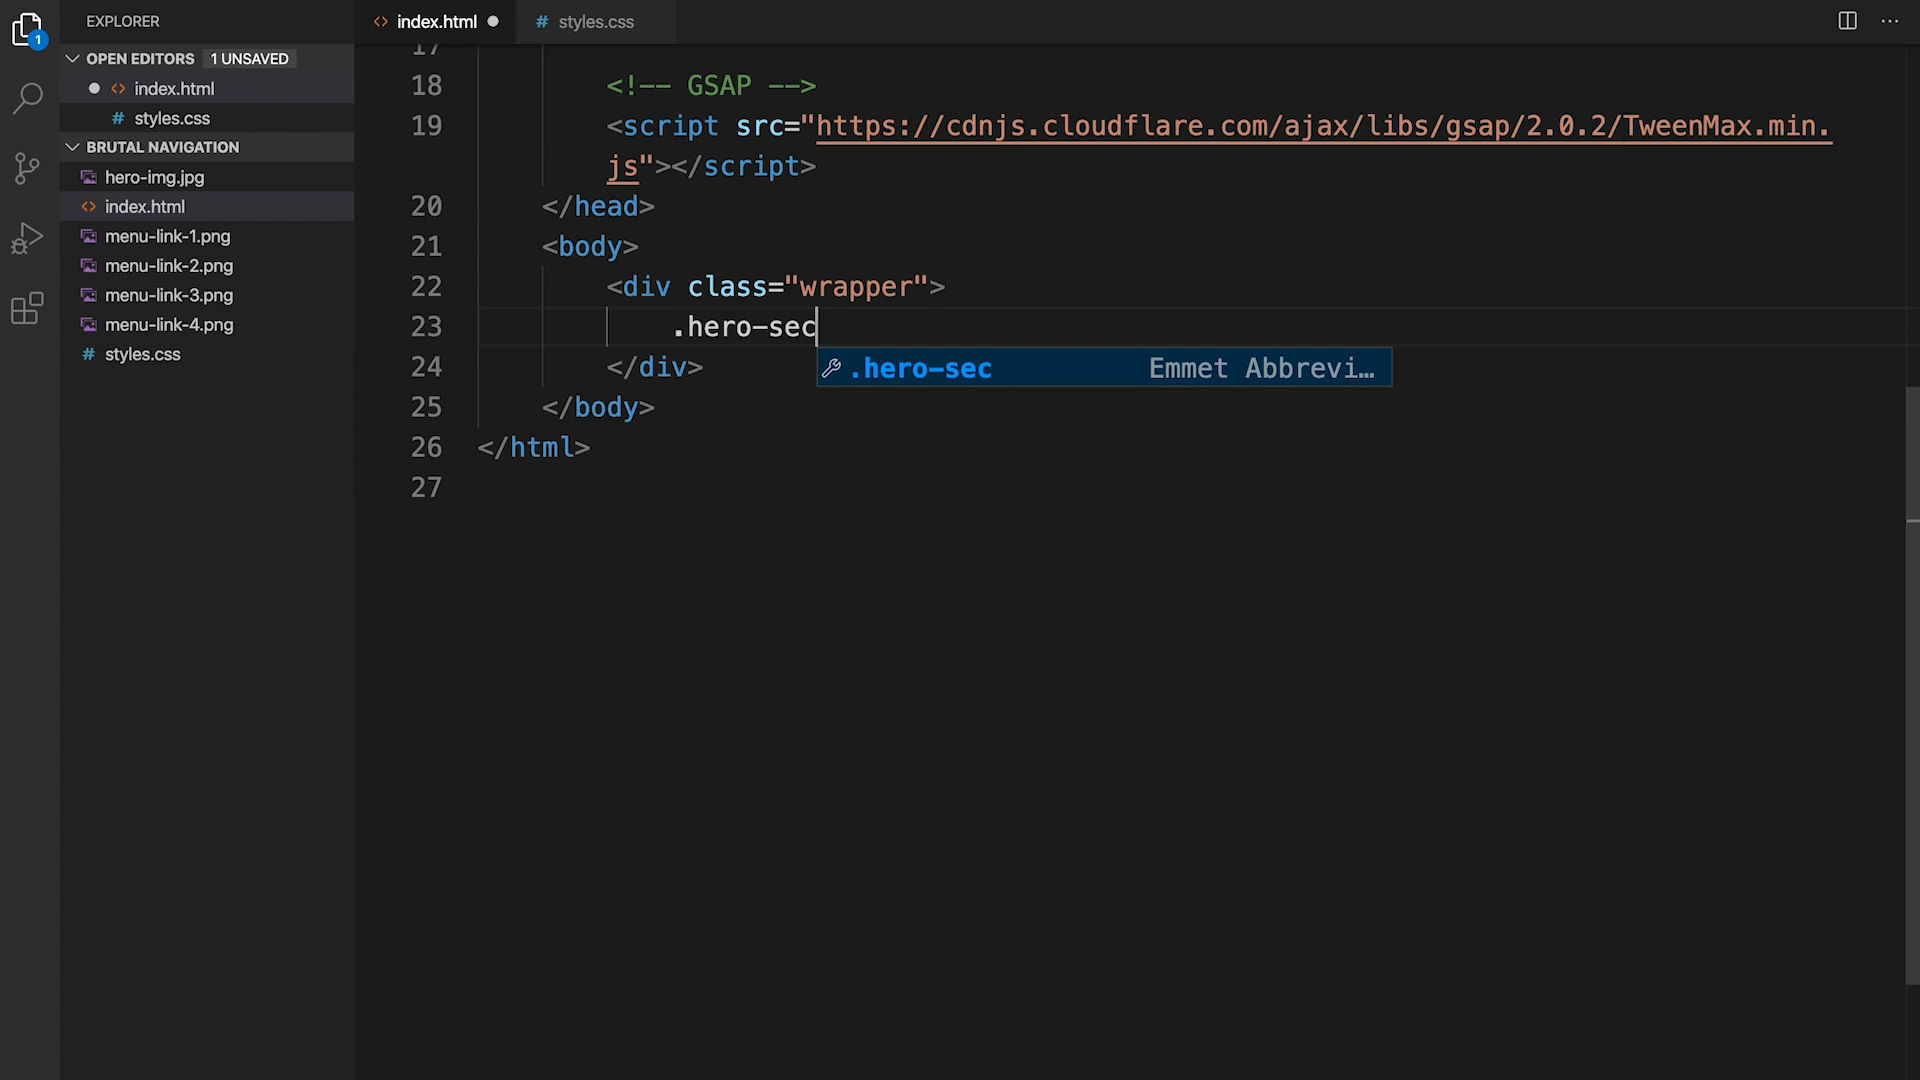 EXPLORER
OPEN EDITORS 1 UNSAVED
index.html
# styles.css
BRUTAL NAVIGATION
hero-img.jpg
<> index.html
menu-link-1.png
menu-link-2.png
menu-link-3.png
menu-link-4.png
# styles.css
1
<> index.html
# styles.css
17
18 <!-- GSAP -->
19 <script src="https://cdnjs.cloudflare.com/ajax/libs/gsap/2.0.2/TweenMax.min.
js"></script>
20 </head>
21 <body>
22 <div class="wrapper">
23 .hero-sec
.hero-sec Emmet Abbrevi…
24 </div>
25 </body>
26 </html>
27